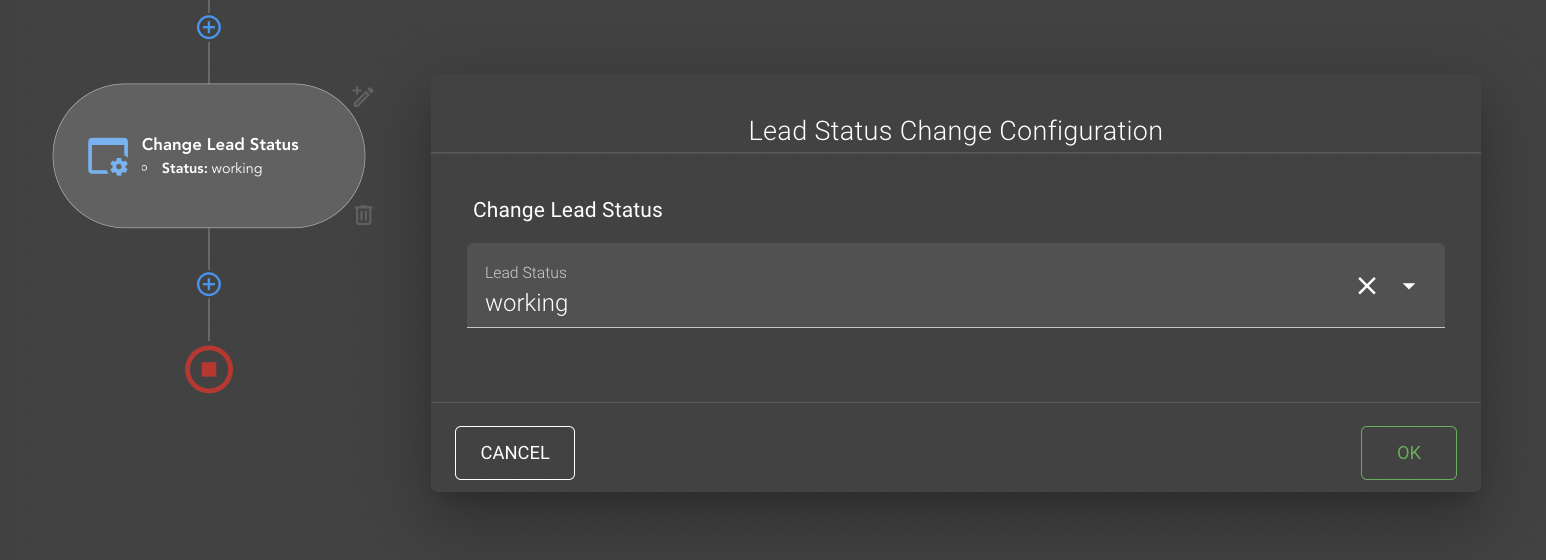 Change Lead Status
Status: working
Lead Status Change Configuration
Change Lead Status
Lead Status
working
CANCEL
OK